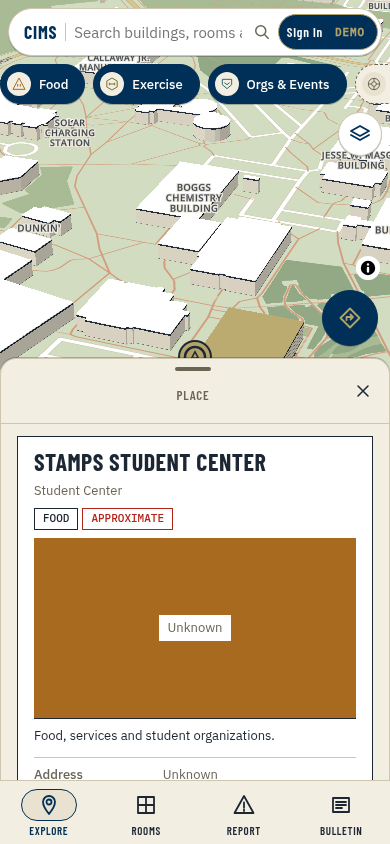 CIMS
Search buildings, rooms
Sign In DEMO
CALLAWAY JR.
Food
Exercise
Orgs & Events
SOLAR
CHARGING
STATION
BUILDING
BOGGS
CHEMISTRY
BUILDING
DUNKIN'
PLACE
STAMPS STUDENT CENTER
Student Center
FOOD
APPROXIMATE
Unknown
Food, services and student organizations.
Address Unknown
EXPLORE
ROOMS
REPORT
BULLETIN